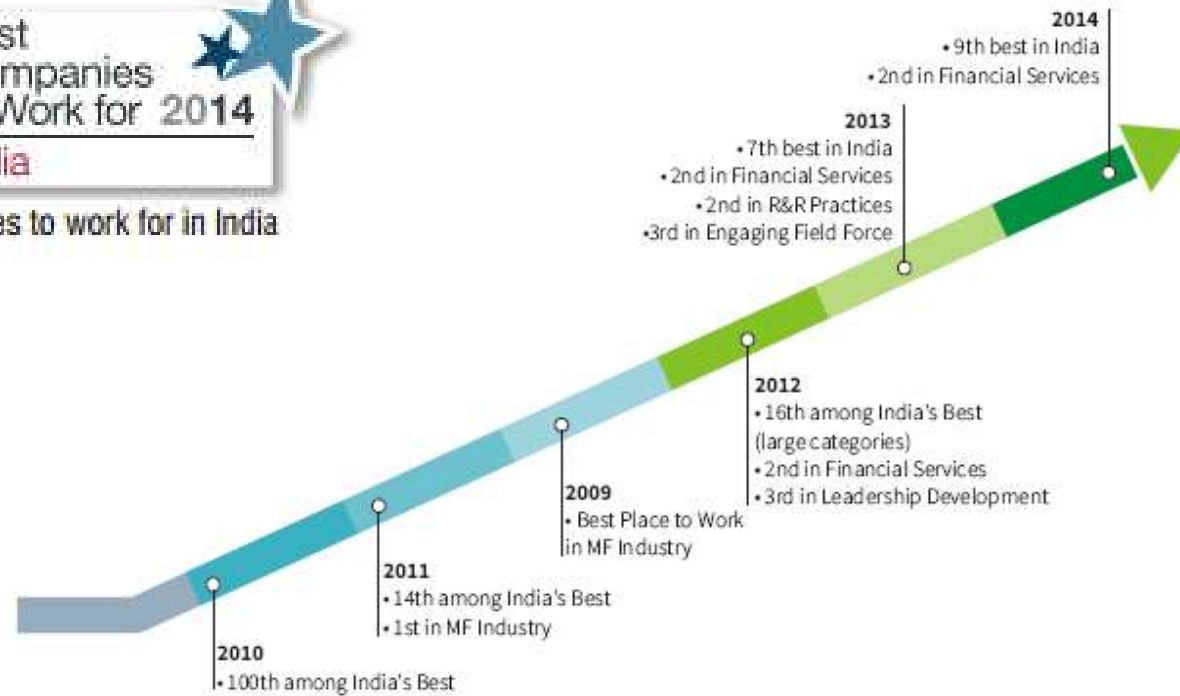 st
mpanies
Work for 2014
ia
es to work for in India
2014
• 9th best in India
• 2nd in Financial Services
2013
• 7th best in India
• 2nd in Financial Services
• 2nd in R&R Practices
•3rd in Engaging Field Force
2012
• 16th among India's Best
(large categories)
• 2nd in Financial Services
• 3rd in Leadership Development
2009
• Best Place to Work
in MF Industry
2011
• 14th among India's Best
• 1st in MF Industry
2010
• 100th among India's Best